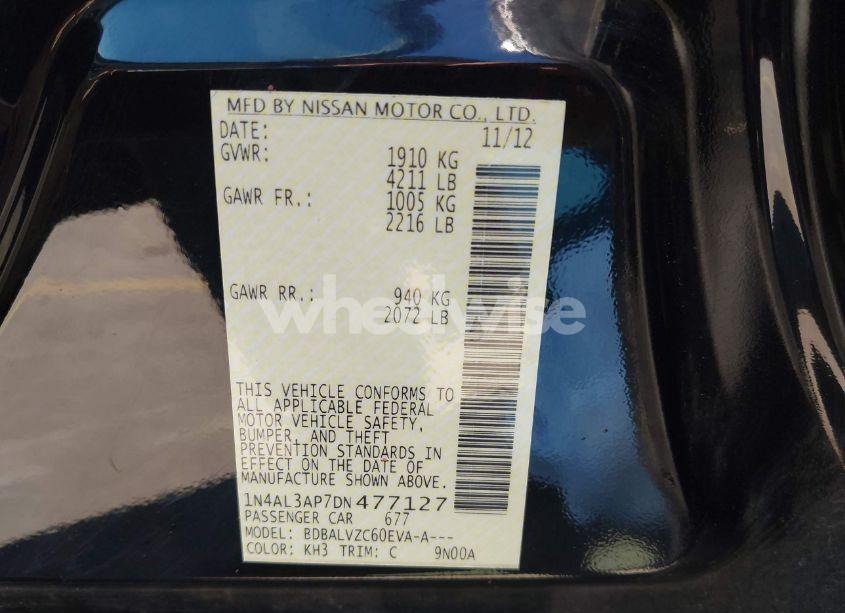 MFD BY NISSAN MOTOR CO., LTD.
DATE: 11/12
GVWR: 1910 KG
4211 LB
GAWR FR.: 1005 KG
2216 LB
GAWR RR.: 940 KG
2072 LB
wheelwise
THIS VEHICLE CONFORMS TO
ALL APPLICABLE FEDERAL
MOTOR VEHICLE SAFETY,
BUMPER, AND THEFT
PREVENTION STANDARDS IN
EFFECT ON THE DATE OF
MANUFACTURE SHOWN ABOVE.
1N4AL3AP7DN477127
PASSENGER CAR 677
MODEL: BDBALVZC60EVA-A---
COLOR: KH3 TRIM: C 9N00A